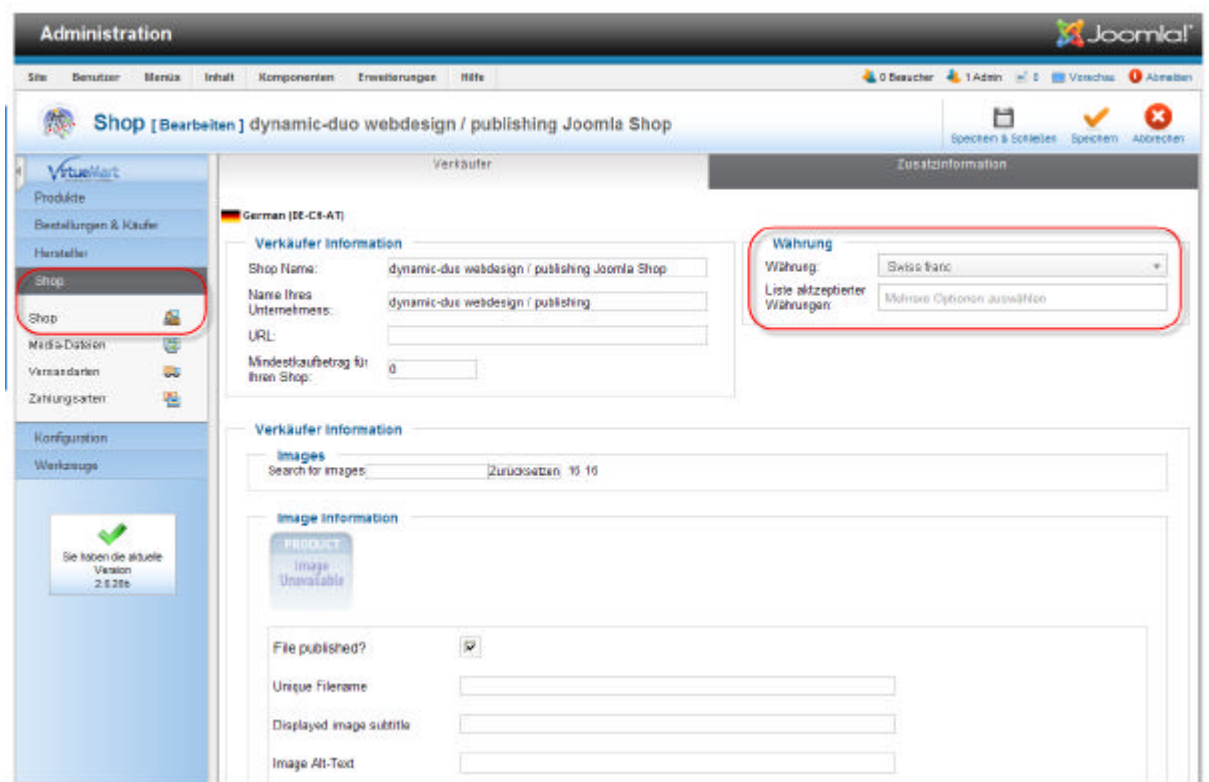 Administration
Joomla!
Site Benutzer Menüs Inhalt Komponenten Erweiterungen Hilfe
0 Besucher 1 Admin 0 Vorschau Abmelden
Shop [ Bearbeiten ] dynamic-duo webdesign / publishing Joomla Shop
Speichern & Schließen Speichern Abbrechen
VirtueMart
Verkäufer
Zusatzinformation
Produkte
Bestellungen & Käufer
Hersteller
Shop
Shop
Media-Dateien
Versandarten
Zahlungsarten
Konfiguration
Werkzeuge
Sie haben die aktuelle
Version
German (DE-CH-AT)
Verkäufer Information
Shop Name: dynamic-duo webdesign / publishing Joomla Shop
Name Ihres
Unternehmens: dynamic-duo webdesign / publishing
URL:
Mindestkaufbetrag für
Ihren Shop: 0
Währung
Währung: Swiss franc
Liste aktzeptierter
Währungen: Mehrere Optionen auswählen
Verkäufer Information
Images
Search for images Zurücksetzen 16 16
Image Information
PRODUCT
Image
Unavailable
File published?
Unique Filename
Displayed image subtitle
Image Alt-Text